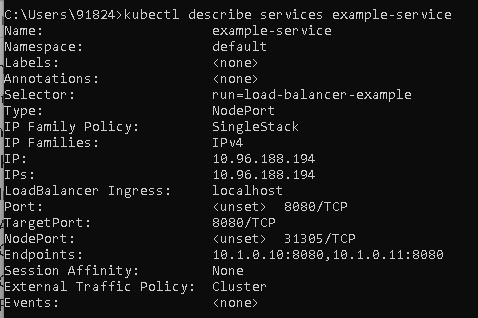 C:\Users\91824>kubectl describe services example-service
Name:                     example-service
Namespace:                default
Labels:                   <none>
Annotations:              <none>
Selector:                 run=load-balancer-example
Type:                     NodePort
IP Family Policy:         SingleStack
IP Families:              IPv4
IP:                       10.96.188.194
IPs:                      10.96.188.194
LoadBalancer Ingress:     localhost
Port:                     <unset>  8080/TCP
TargetPort:               8080/TCP
NodePort:                 <unset>  31305/TCP
Endpoints:                10.1.0.10:8080,10.1.0.11:8080
Session Affinity:         None
External Traffic Policy:  Cluster
Events:                   <none>